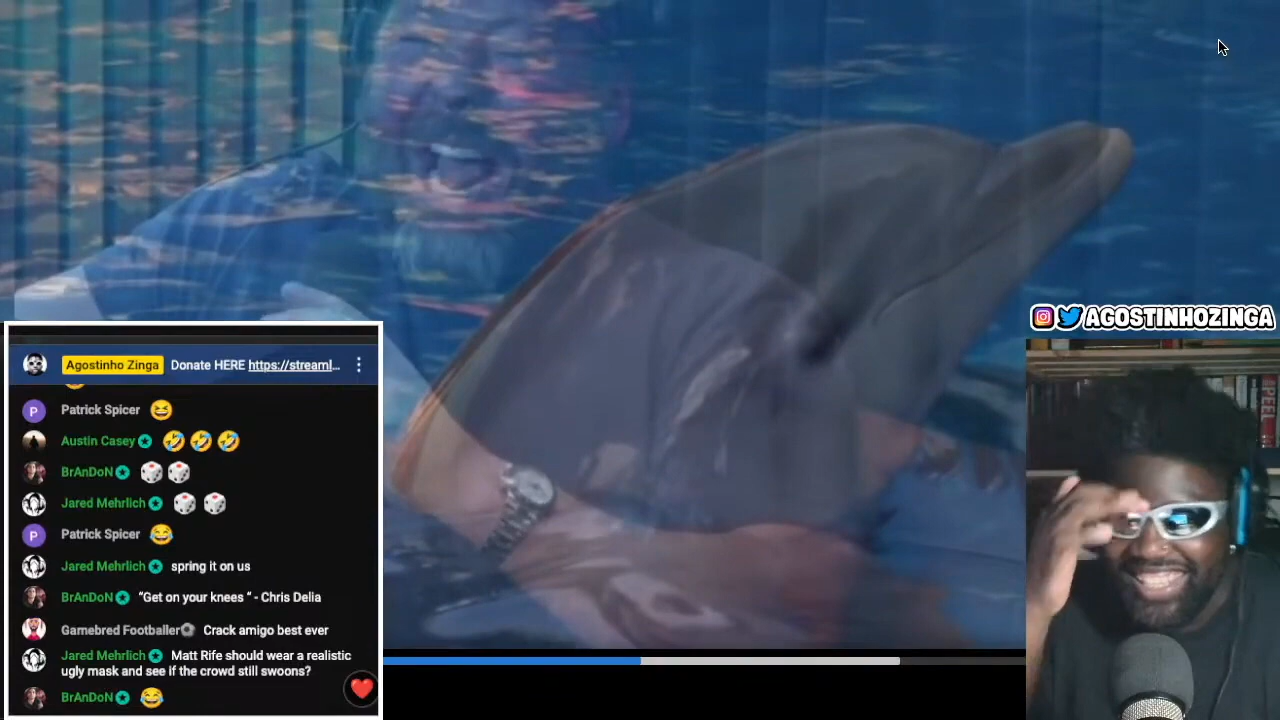 AGOSTINHOZINGA
Agostinho Zinga Donate HERE https://streaml...
Patrick Spicer
Austin Casey
BrAnDoN
Jared Mehrlich
Patrick Spicer
Jared Mehrlich spring it on us
BrAnDoN “Get on your knees “ - Chris Delia
Gamebred Footballer Crack amigo best ever
Jared Mehrlich Matt Rife should wear a realistic
ugly mask and see if the crowd still swoons?
BrAnDoN
P
P
PEEL